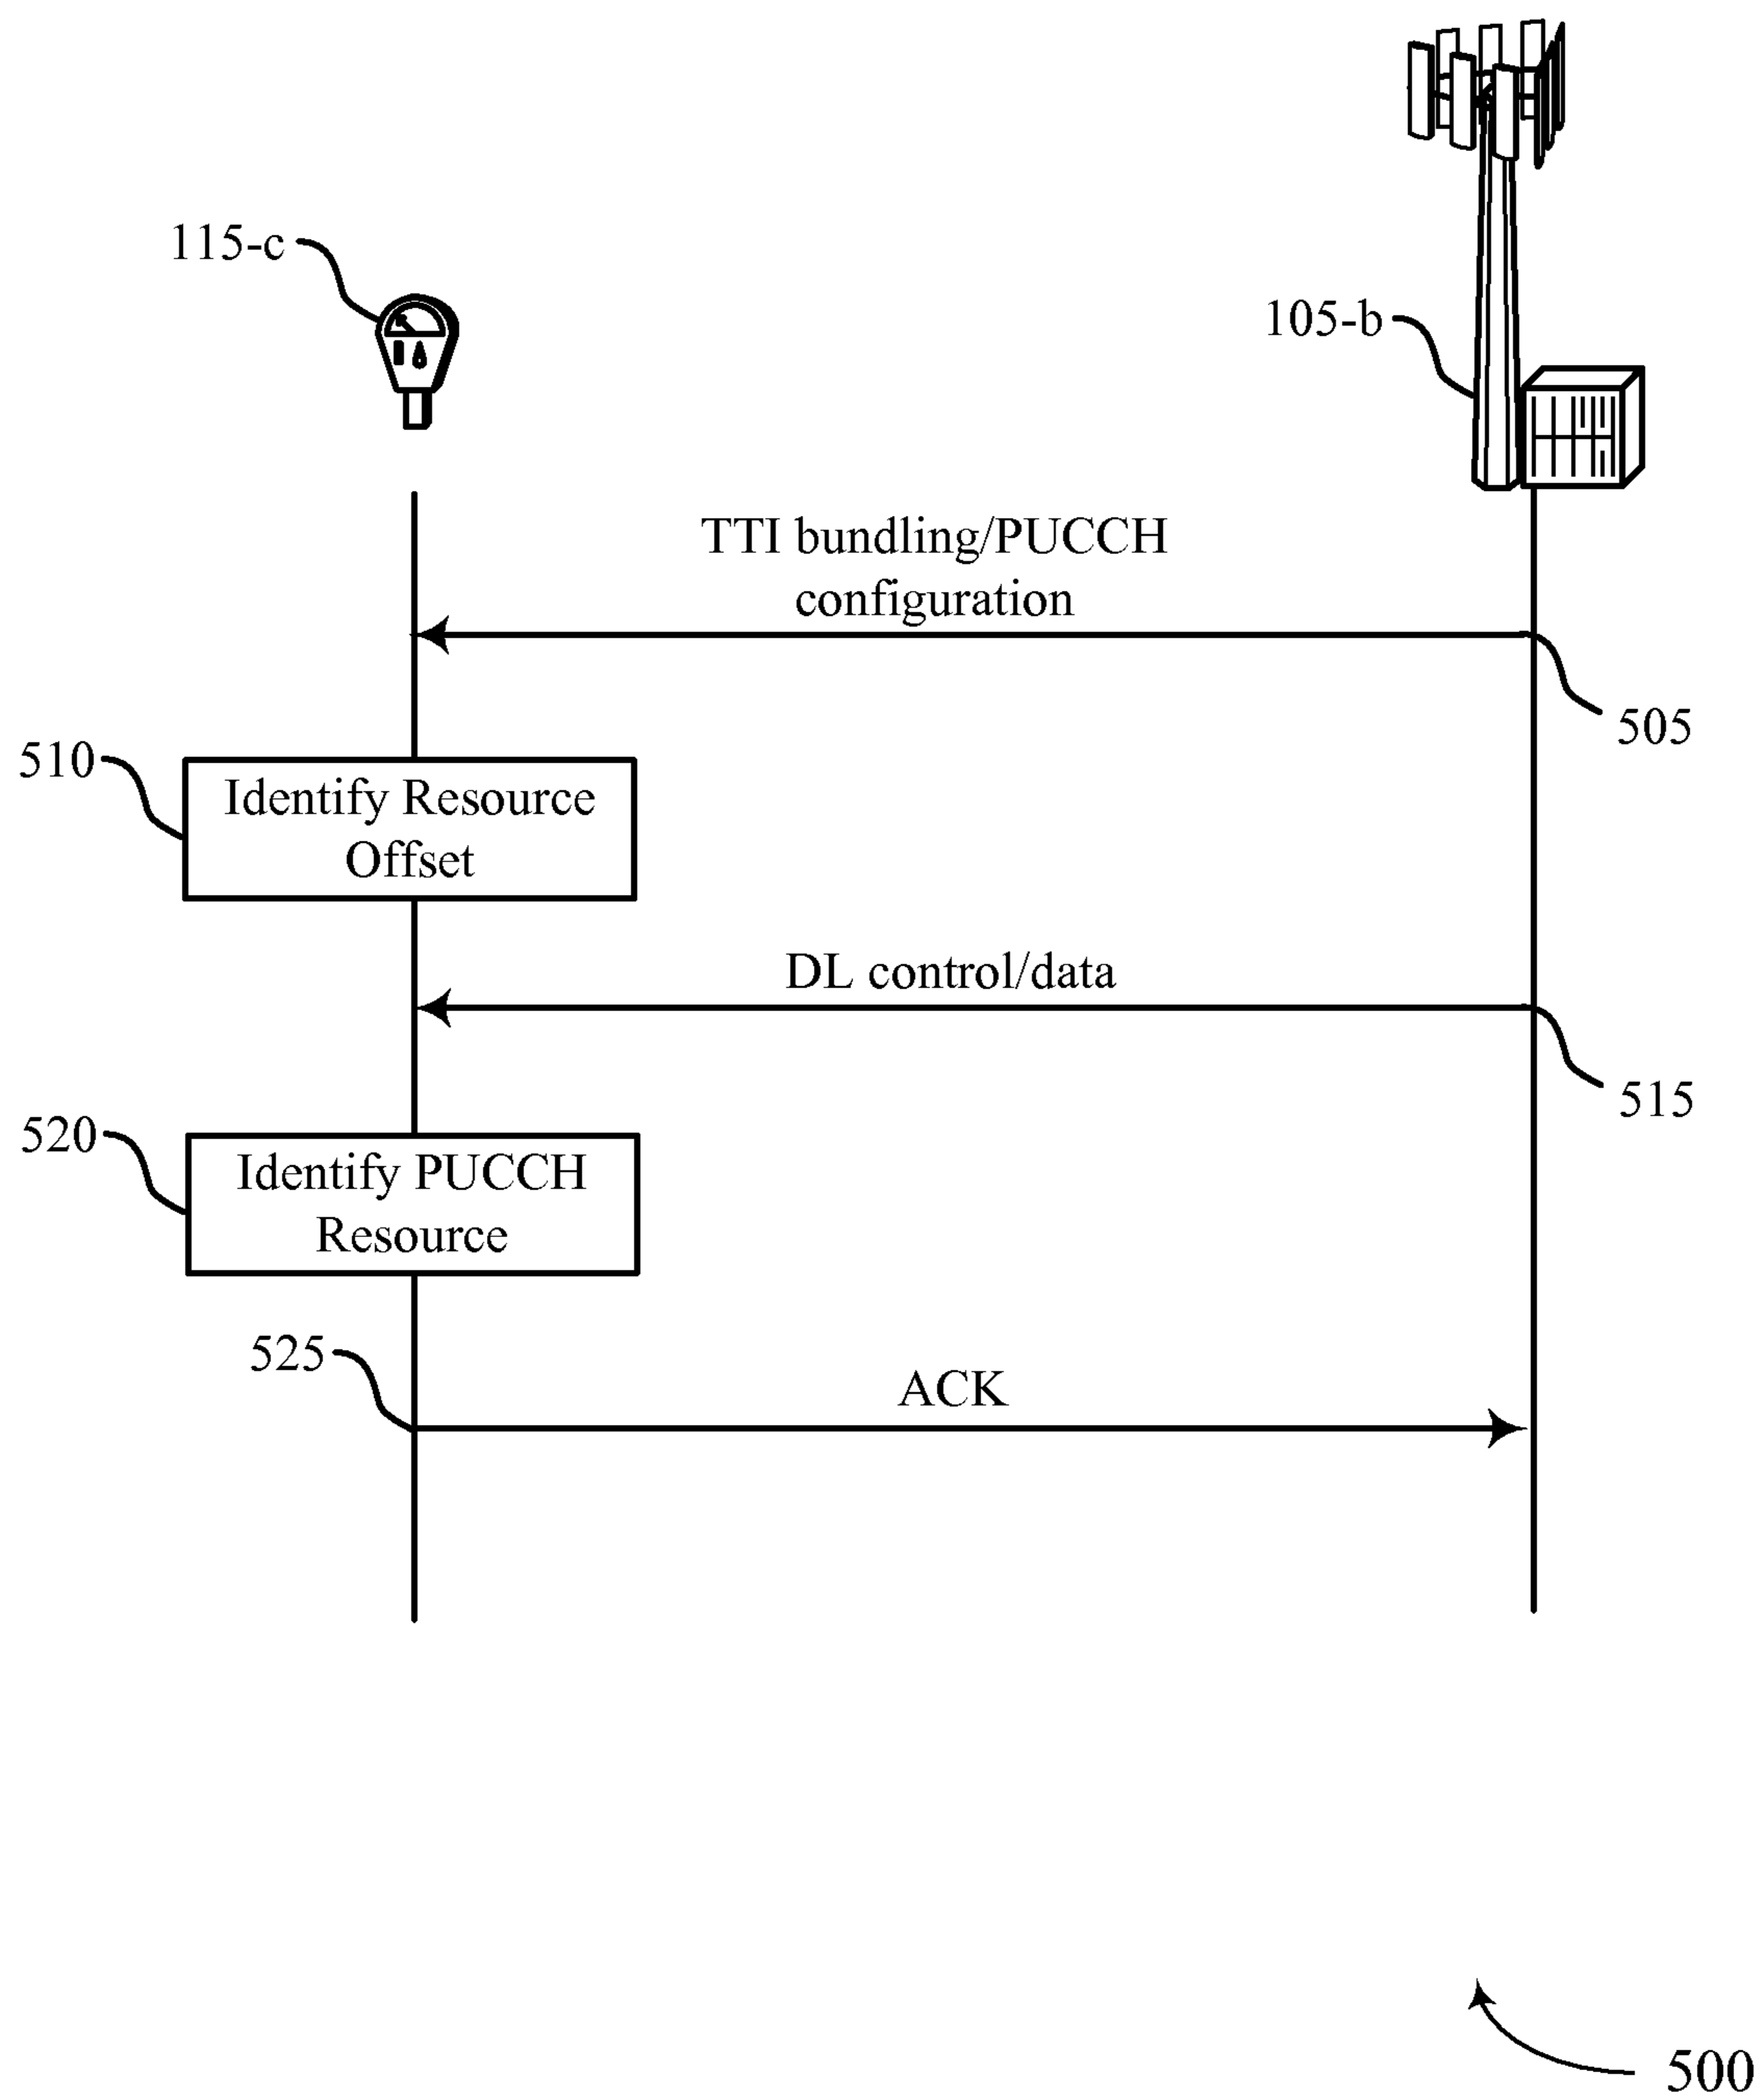 115-c
105-b
TTI bundling/PUCCH
configuration
505
510
Identify Resource
Offset
DL control/data
515
520
Identify PUCCH
Resource
525
ACK
500